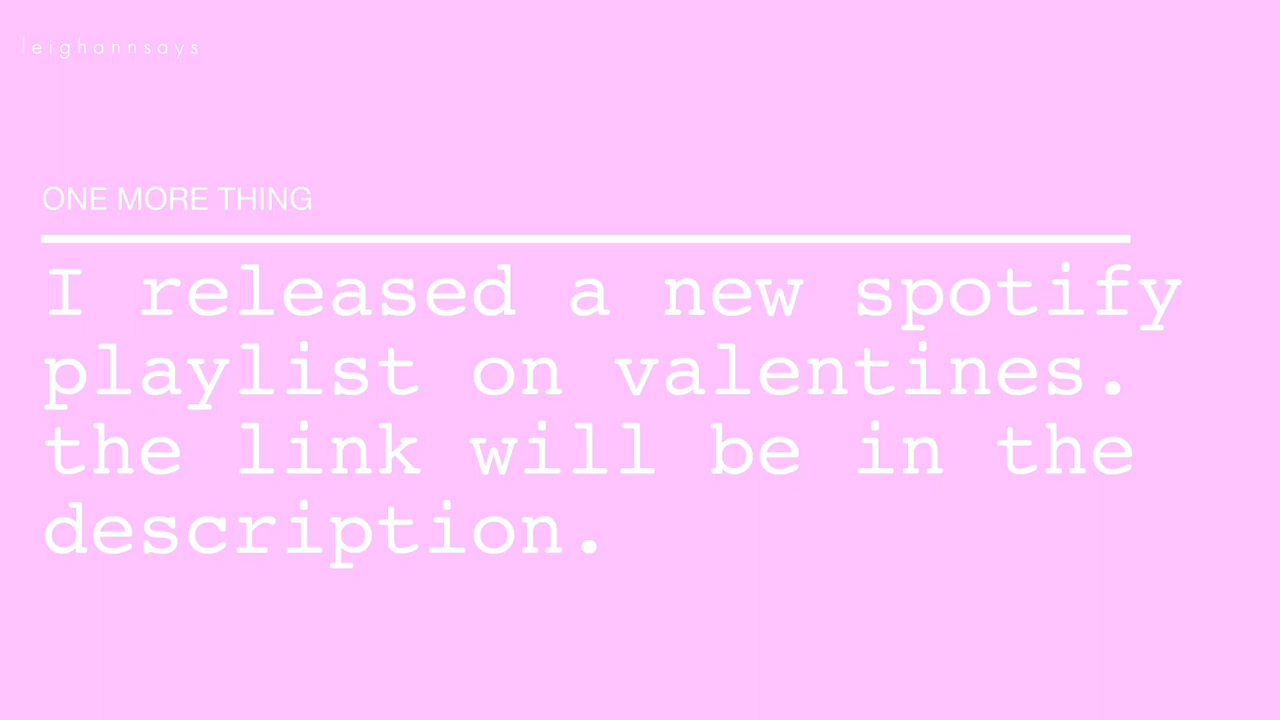 leighannsays
ONE MORE THING
I released a new spotify
playlist on valentines.
the link will be in the
description.